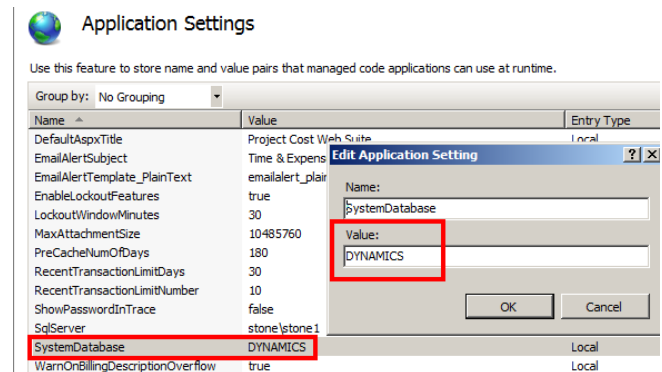 Application Settings
Use this feature to store name and value pairs that managed code applications can use at runtime.
Group by: No Grouping
Name Value Entry Type
DefaultAspxTitle Project Cost Web Suite Local
EmailAlertSubject Time & Expens
EmailAlertTemplate_PlainText emailalert_plain
EnableLockoutFeatures true
LockoutWindowMinutes 30
MaxAttachmentSize 10485760
PreCacheNumOfDays 180
RecentTransactionLimitDays 30
RecentTransactionLimitNumber 10
ShowPasswordInTrace false
SqlServer stone\stone1
SystemDatabase DYNAMICS Local
WarnOnBillingDescriptionOverflow true Local
Edit Application Setting
Name:
SystemDatabase
Value:
DYNAMICS
OK Cancel